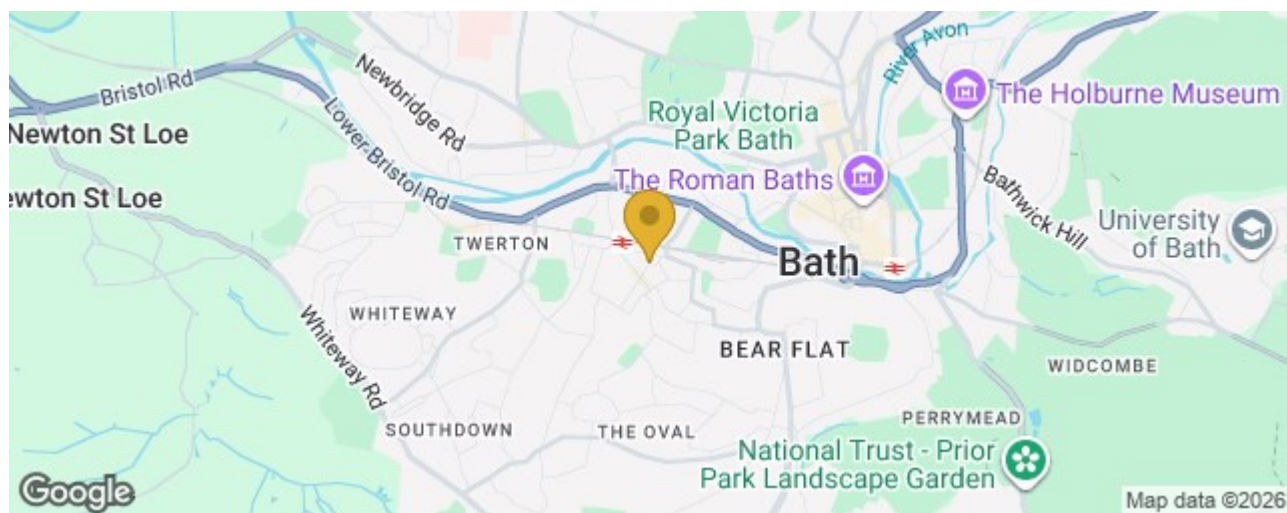 River Avon
Bristol Rd
Newbridge Rd
The Holburne Museum
Newton St Loe
Lower Bristol Rd
Royal Victoria
Park Bath
The Roman Baths
Bathwick Hill
ewton St Loe
University
of Bath
TWERTON
Bath
WHITEWAY
Whiteway Rd
BEAR FLAT
WIDCOMBE
PERRYMEAD
SOUTHDOWN
THE OVAL
National Trust - Prior
Park Landscape Garden
Google
Map data ©2026